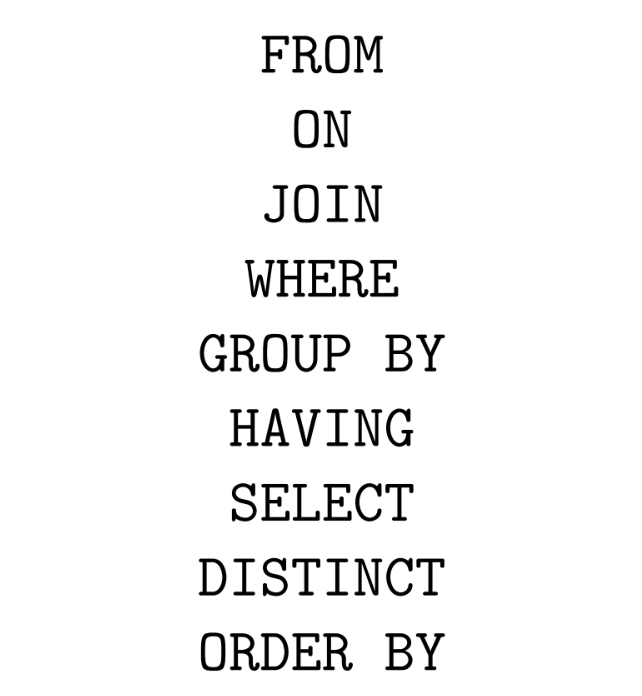 FROM
ON
JOIN
WHERE
GROUP BY
HAVING
SELECT
DISTINCT
ORDER BY